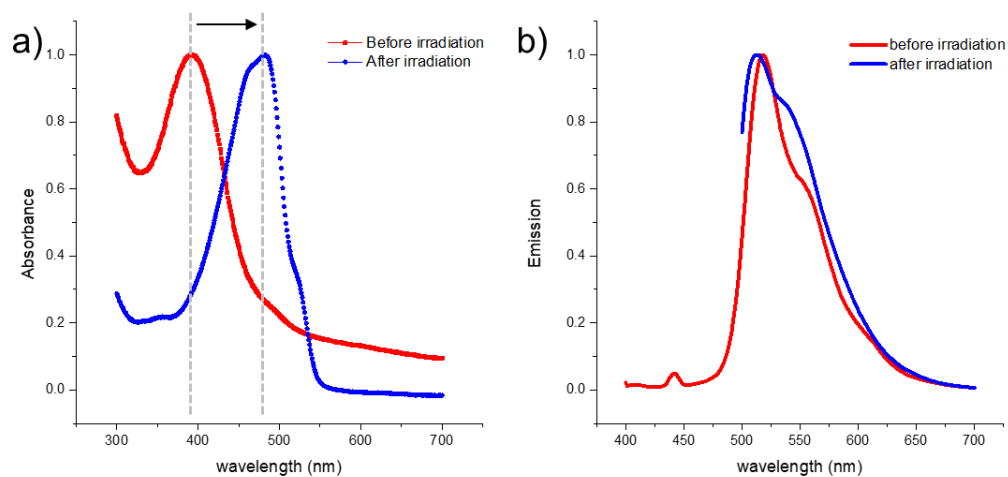 a)
Before irradiation
After irradiation
1.0
0.8
0.6
0.4
0.2
0.0
Absorbance
300
400
500
600
700
wavelength (nm)
b)
before irradiation
after irradiation
1.0
0.8
0.6
0.4
0.2
0.0
Emission
400
450
500
550
600
650
700
wavelength (nm)